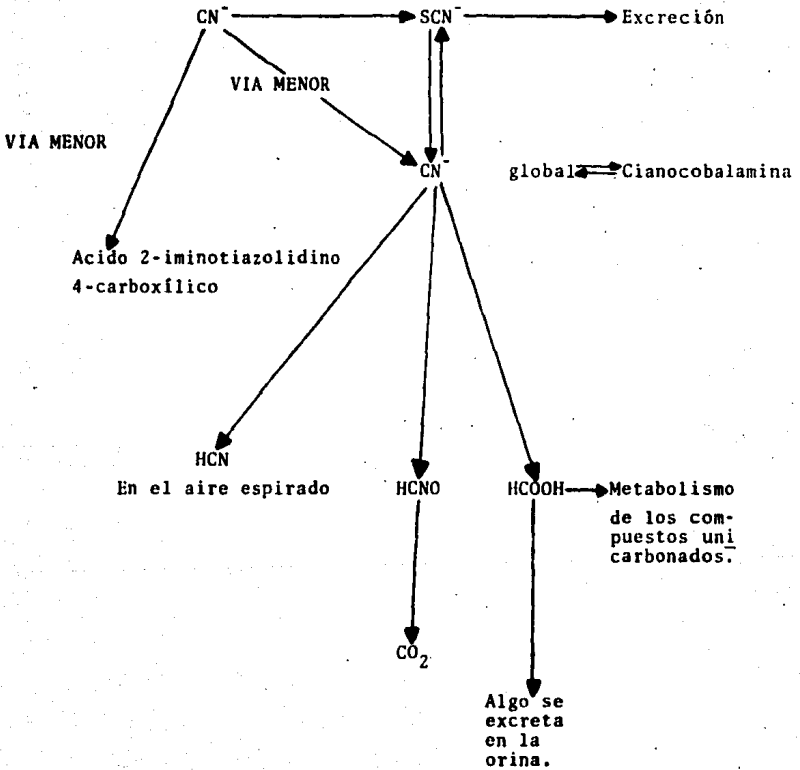 CN⁻ SCN⁻ Excreción
VIA MENOR
VIA MENOR
CN⁻ global Cianocobalamina
Acido 2-iminotiazolidino
4-carboxílico
HCN
En el aire espirado
HCNO
HCOOH
Metabolismo
de los com-
puestos uni
carbonados.
CO₂
Algo se
excreta
en la
orina.